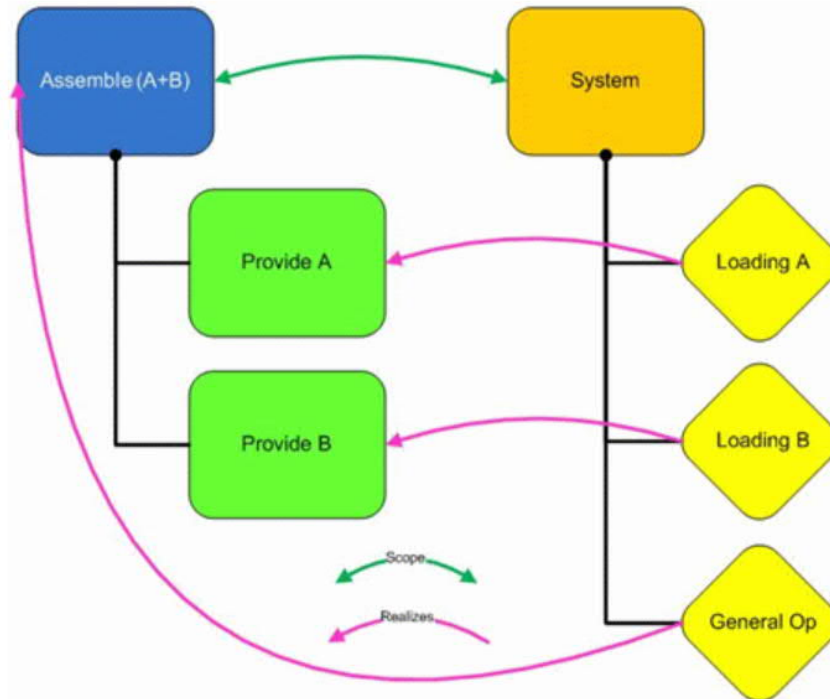 Assemble (A+B)
System
Provide A
Loading A
Provide B
Loading B
Scope
Realizes
General Op